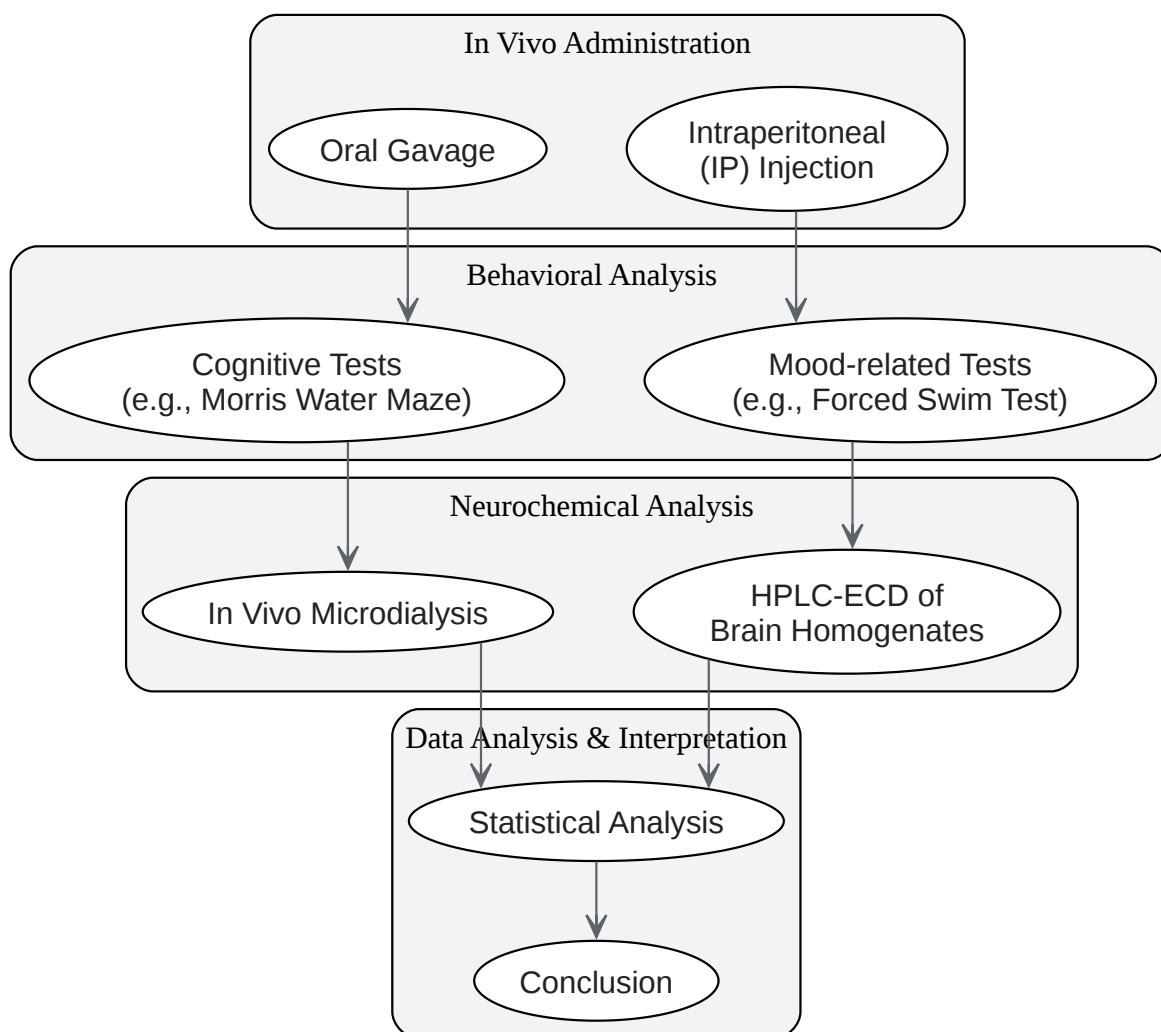 In Vivo Administration
Oral Gavage
Intraperitoneal
(IP) Injection
Behavioral Analysis
Cognitive Tests
(e.g., Morris Water Maze)
Mood-related Tests
(e.g., Forced Swim Test)
Neurochemical Analysis
In Vivo Microdialysis
HPLC-ECD of
Brain Homogenates
Data Analysis & Interpretation
Statistical Analysis
Conclusion